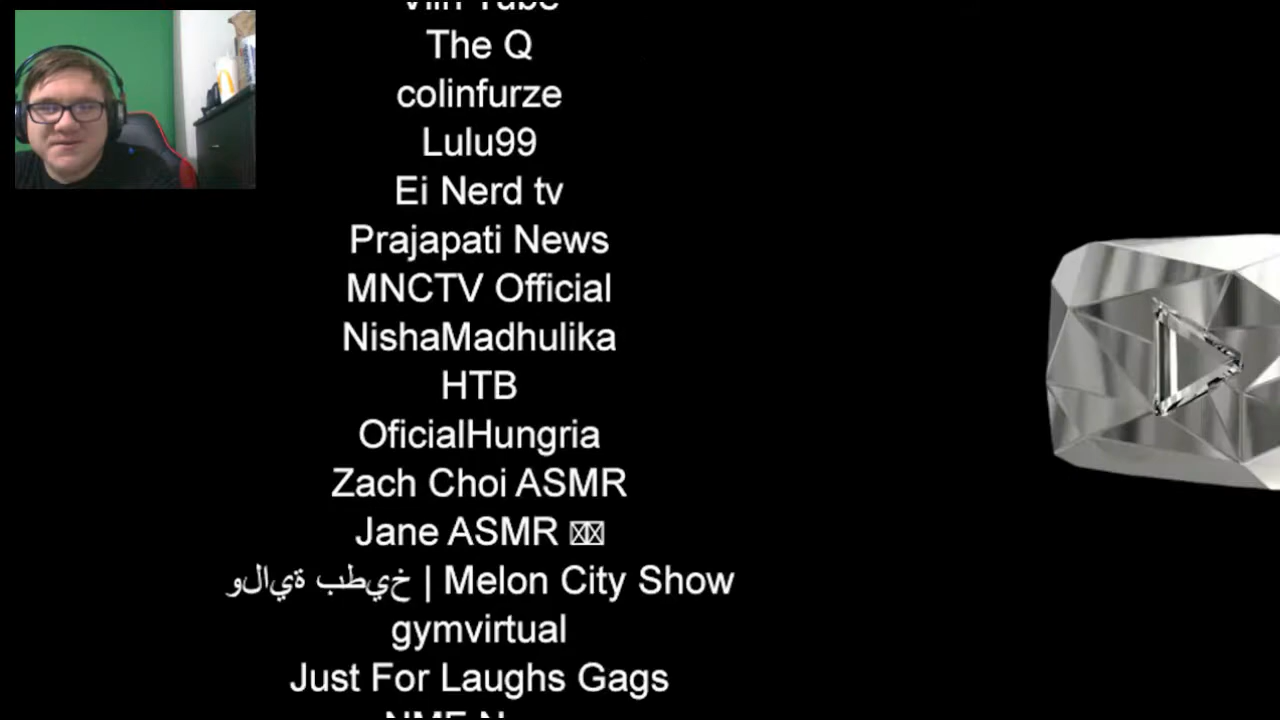 The Q
colinfurze
Lulu99
Ei Nerd tv
Prajapati News
MNCTV Official
NishaMadhulika
HTB
OficialHungria
Zach Choi ASMR
Jane ASMR
ولاية بطيخ | Melon City Show
gymvirtual
Just For Laughs Gags